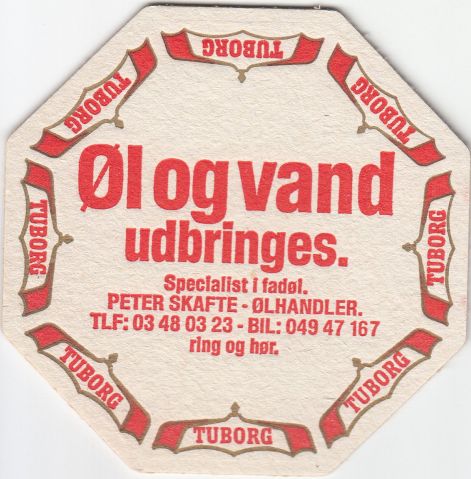 TUBORG
TUBORG
TUBORG
Øl og vand
udbringes.
TUBORG
TUBORG
Specialist i fadøl.
PETER SKAFTE - ØLHANDLER.
TLF: 03 48 03 23 - BIL: 049 47 167
ring og hør.
TUBORG
TUBORG
TUBORG